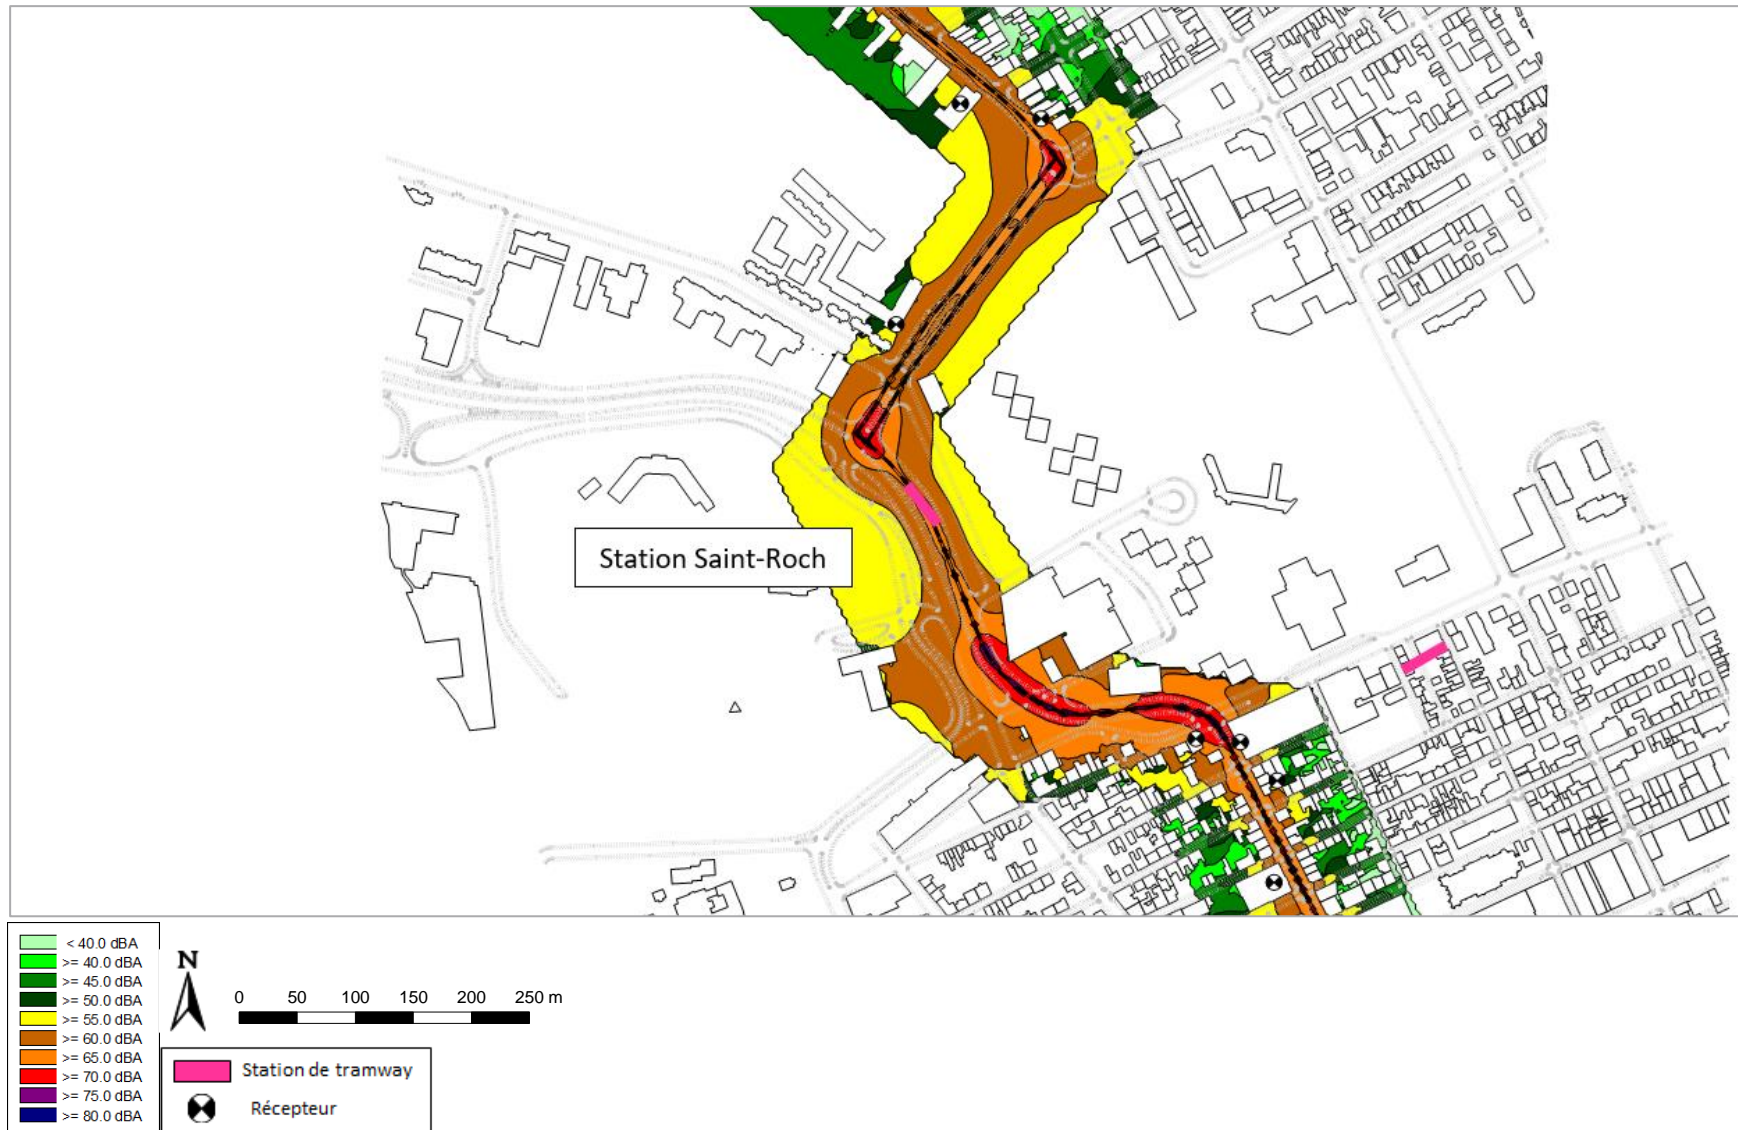 Station Saint-Roch
< 40.0 dBA
>= 40.0 dBA
>= 45.0 dBA
>= 50.0 dBA
>= 55.0 dBA
>= 60.0 dBA
>= 65.0 dBA
>= 70.0 dBA
>= 75.0 dBA
>= 80.0 dBA
N
0 50 100 150 200 250 m
Station de tramway
Récepteur